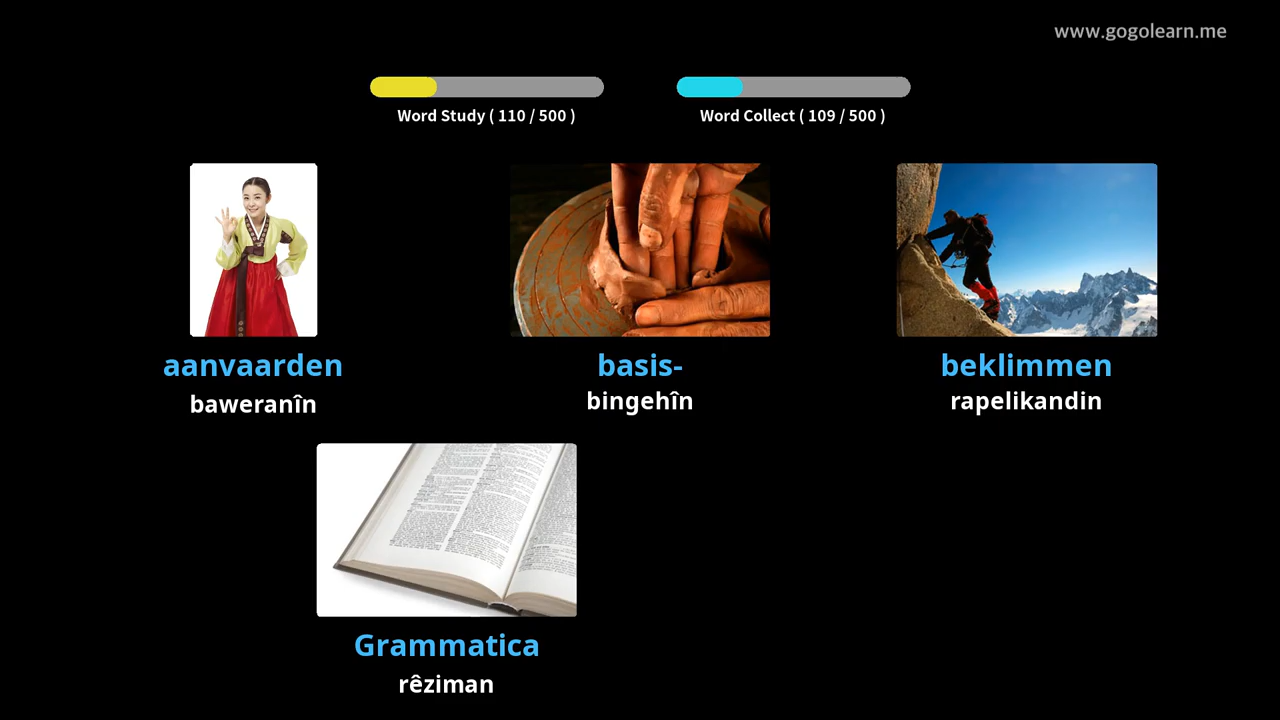 www.gogolearn.me
Word Study ( 110 / 500 )
Word Collect ( 109 / 500 )
aanvaarden
baweranîn
basis-
bingehîn
beklimmen
rapelikandin
Grammatica
rêziman